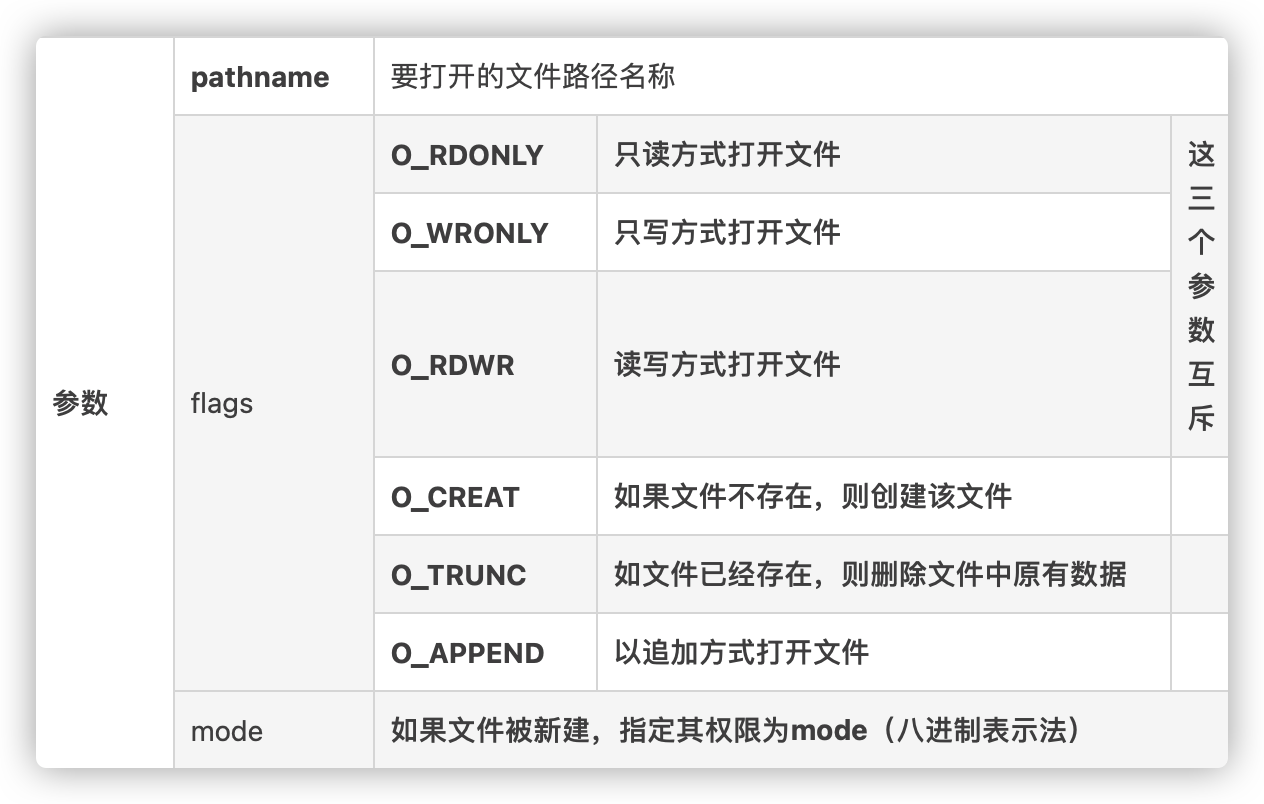 参数
pathname
要打开的文件路径名称
flags
O_RDONLY
只读方式打开文件
这
三
个
参
数
互
斥
O_WRONLY
只写方式打开文件
O_RDWR
读写方式打开文件
O_CREAT
如果文件不存在，则创建该文件
O_TRUNC
如文件已经存在，则删除文件中原有数据
O_APPEND
以追加方式打开文件
mode
如果文件被新建，指定其权限为mode（八进制表示法）